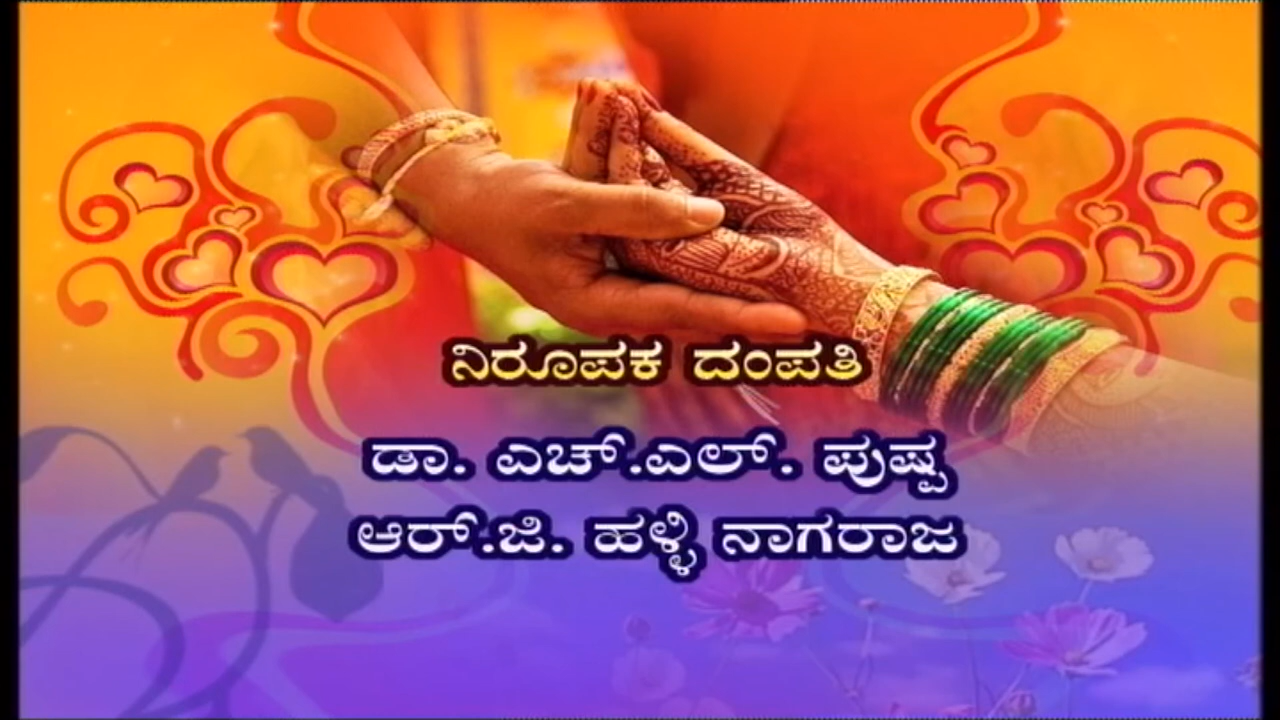 ನಿರೂಪಕ ದಂಪತಿ
ಡಾ. ಎಚ್.ಎಲ್. ಪುಷ್ಪ
ಆರ್.ಜಿ. ಹಳ್ಳಿ ನಾಗರಾಜ